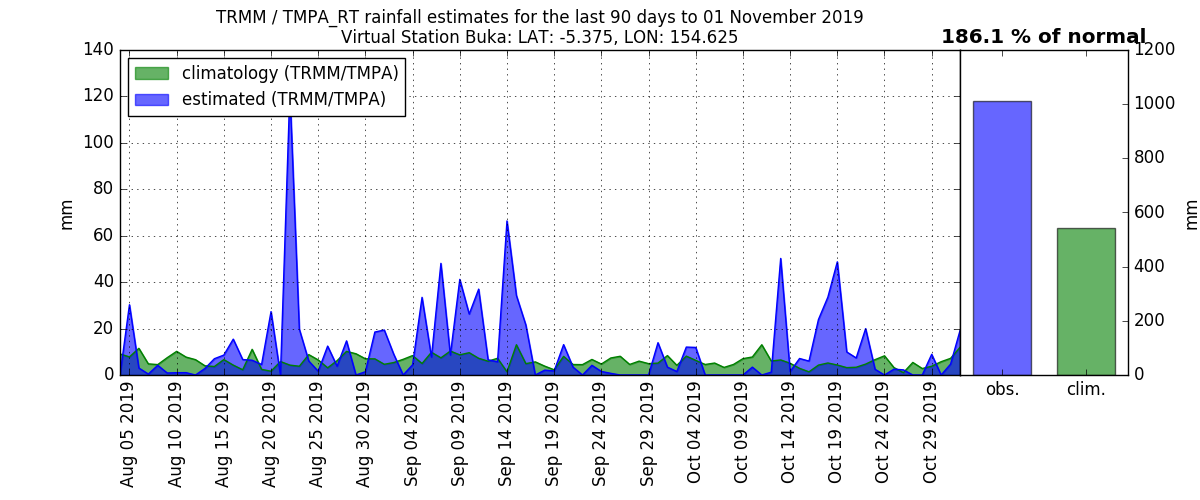 TRMM / TMPA_RT rainfall estimates for the last 90 days to 01 November 2019
Virtual Station Buka: LAT: -5.375, LON: 154.625
186.1 % of normal
climatology (TRMM/TMPA)
estimated (TRMM/TMPA)
140
120
100
80
60
40
20
0
mm
Aug 05 2019
Aug 10 2019
Aug 15 2019
Aug 20 2019
Aug 25 2019
Aug 30 2019
Sep 04 2019
Sep 09 2019
Sep 14 2019
Sep 19 2019
Sep 24 2019
Sep 29 2019
Oct 04 2019
Oct 09 2019
Oct 14 2019
Oct 19 2019
Oct 24 2019
Oct 29 2019
obs.
clim.
1200
1000
800
600
400
200
0
mm